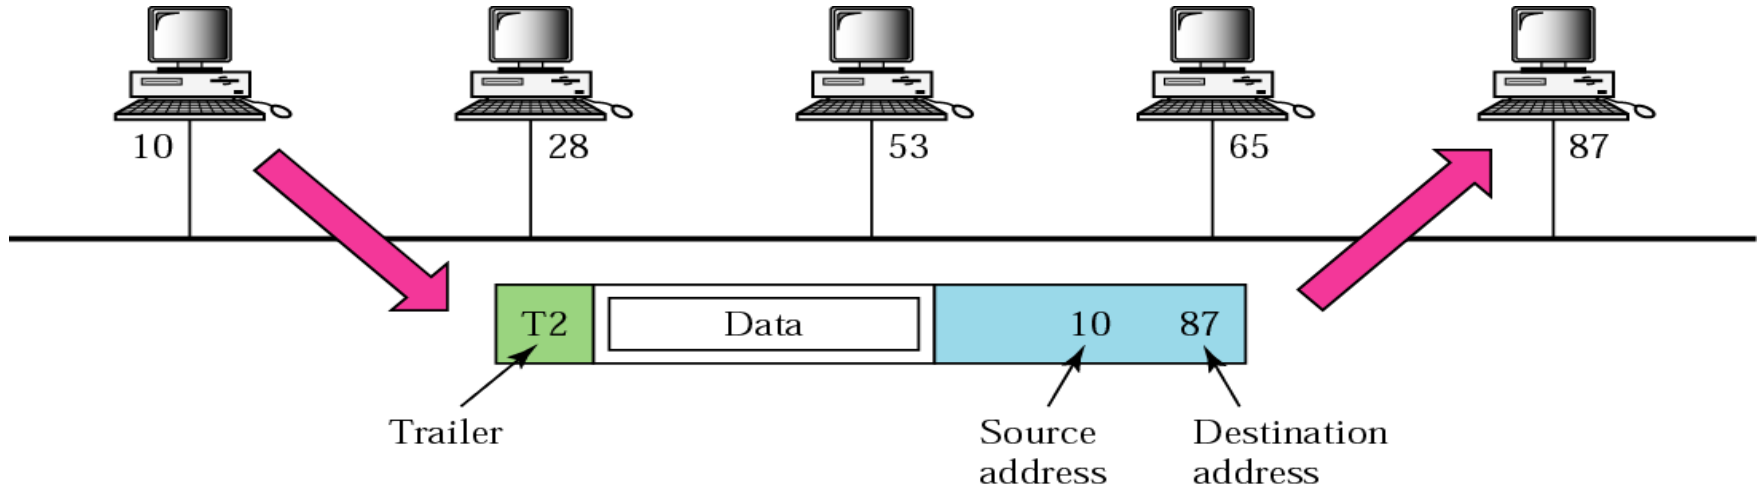 10 28 53 65 87
T2 Data 10 87
Trailer
Source address
Destination address